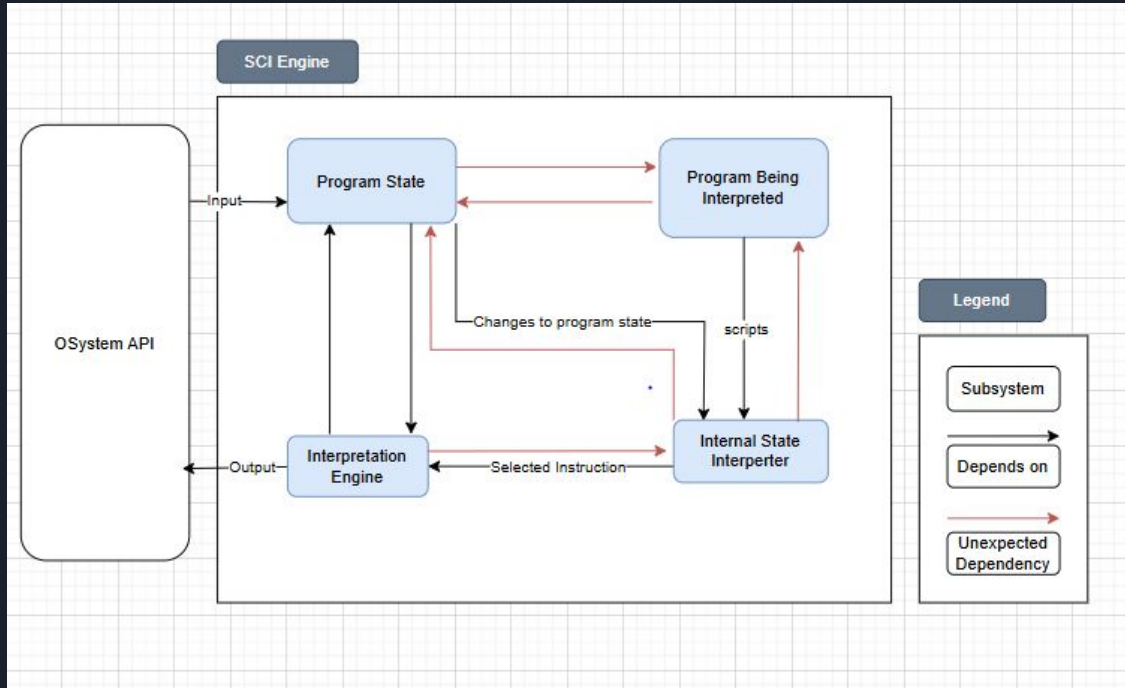 SCI Engine
Program State
Program Being
Interpreted
Input
OSystem API
Changes to program state
scripts
Interpretation
Engine
Output
Selected Instruction
Internal State
Interperter
Legend
Subsystem
Depends on
Unexpected
Dependency